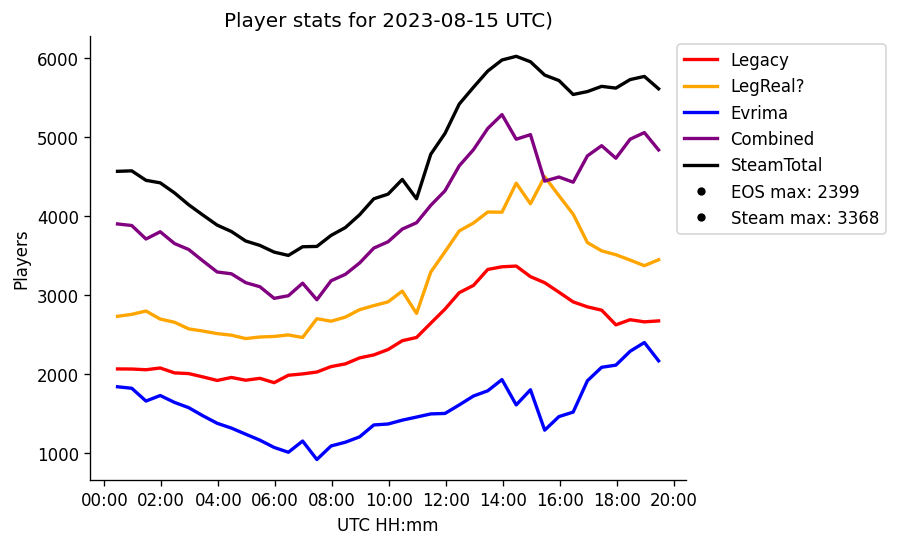 Player stats for 2023-08-15 UTC)
6000
5000
4000
3000
2000
1000
Players
00:00 02:00 04:00 06:00 08:00 10:00 12:00 14:00 16:00 18:00 20:00
UTC HH:mm
Legacy
LegReal?
Evrima
Combined
SteamTotal
EOS max: 2399
Steam max: 3368